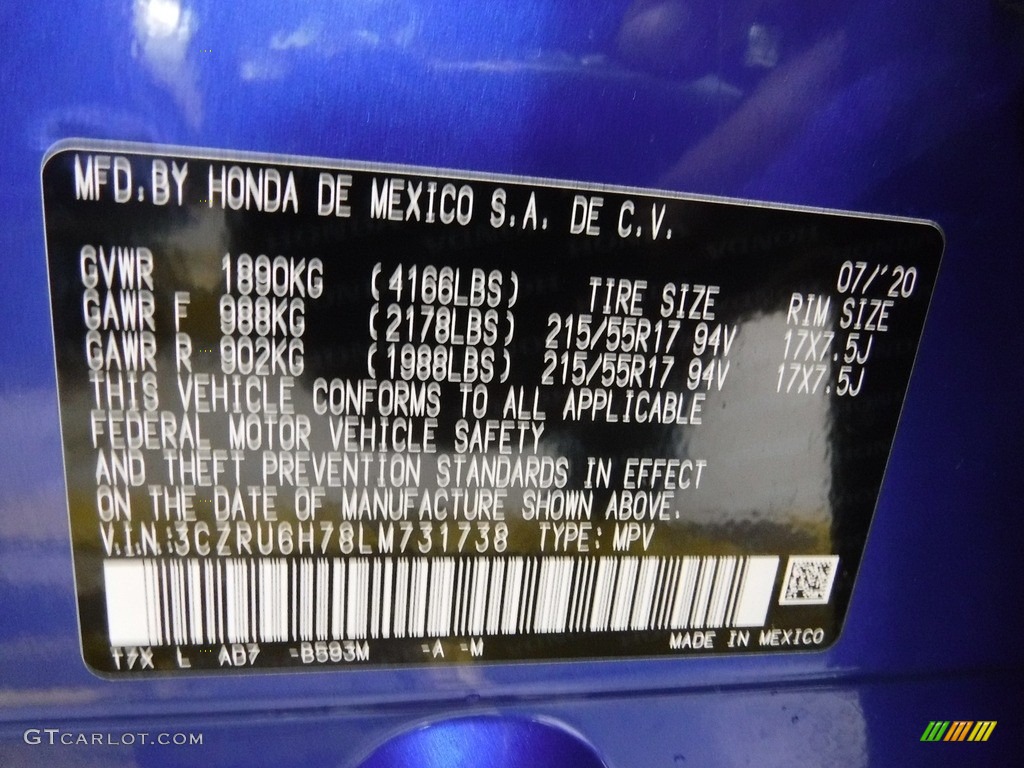 MFD.BY HONDA DE MEXICO S.A. DE C.V.
07/'20
GVWR 1890KG (4166LBS) TIRE SIZE RIM SIZE
GAWR F 988KG (2178LBS) 215/55R17 94V 17X7.5J
GAWR R 902KG (1988LBS) 215/55R17 94V 17X7.5J
THIS VEHICLE CONFORMS TO ALL APPLICABLE
FEDERAL MOTOR VEHICLE SAFETY
AND THEFT PREVENTION STANDARDS IN EFFECT
ON THE DATE OF MANUFACTURE SHOWN ABOVE.
V.I.N:3CZRU6H78LM731738 TYPE: MPV
MADE IN MEXICO
T7X L AD7 -B593M -A -M
GTCARLOT.COM